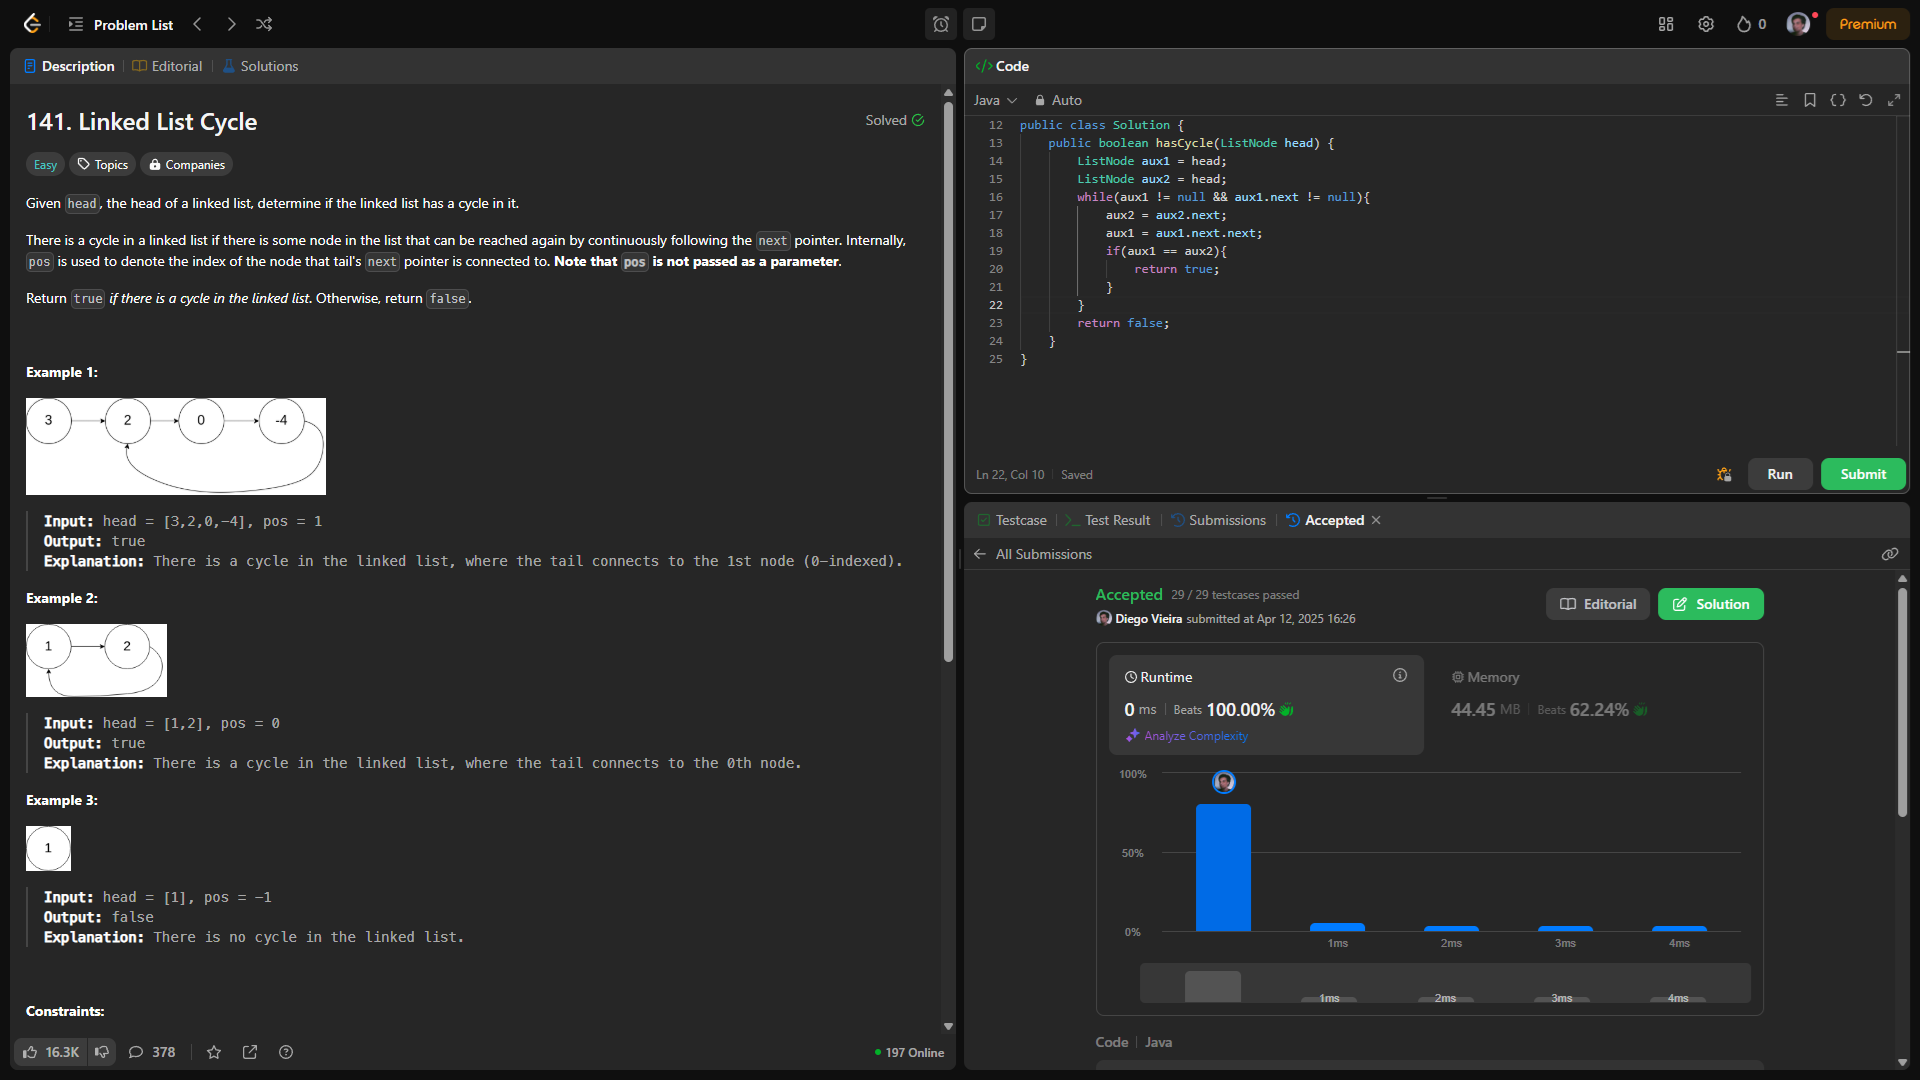 Problem List
0
Premium
Description
Editorial
Solutions
141. Linked List Cycle
Solved
Easy
Topics
Companies
Given head, the head of a linked list, determine if the linked list has a cycle in it.
There is a cycle in a linked list if there is some node in the list that can be reached again by continuously following the next pointer. Internally,
pos is used to denote the index of the node that tail's next pointer is connected to. Note that pos is not passed as a parameter.
Return true if there is a cycle in the linked list. Otherwise, return false.
Example 1:
3 2 0 -4
Input: head = [3,2,0,-4], pos = 1
Output: true
Explanation: There is a cycle in the linked list, where the tail connects to the 1st node (0-indexed).
Example 2:
1 2
Input: head = [1,2], pos = 0
Output: true
Explanation: There is a cycle in the linked list, where the tail connects to the 0th node.
Example 3:
1
Input: head = [1], pos = -1
Output: false
Explanation: There is no cycle in the linked list.
Constraints:
16.3K
378
197 Online
</> Code
Java
Auto
12 public class Solution {
13 public boolean hasCycle(ListNode head) {
14 ListNode aux1 = head;
15 ListNode aux2 = head;
16 while(aux1 != null && aux1.next != null){
17 aux2 = aux2.next;
18 aux1 = aux1.next.next;
19 if(aux1 == aux2){
20 return true;
21 }
22 }
23 return false;
24 }
25 }
Ln 22, Col 10
Saved
Run
Submit
Testcase
Test Result
Submissions
Accepted
All Submissions
Accepted 29 / 29 testcases passed
Diego Vieira submitted at Apr 12, 2025 16:26
Editorial
Solution
Runtime
0 ms
Beats 100.00%
Analyze Complexity
Memory
44.45 MB
Beats 62.24%
100%
50%
0%
1ms 2ms 3ms 4ms
1ms 2ms 3ms 4ms
Code
Java